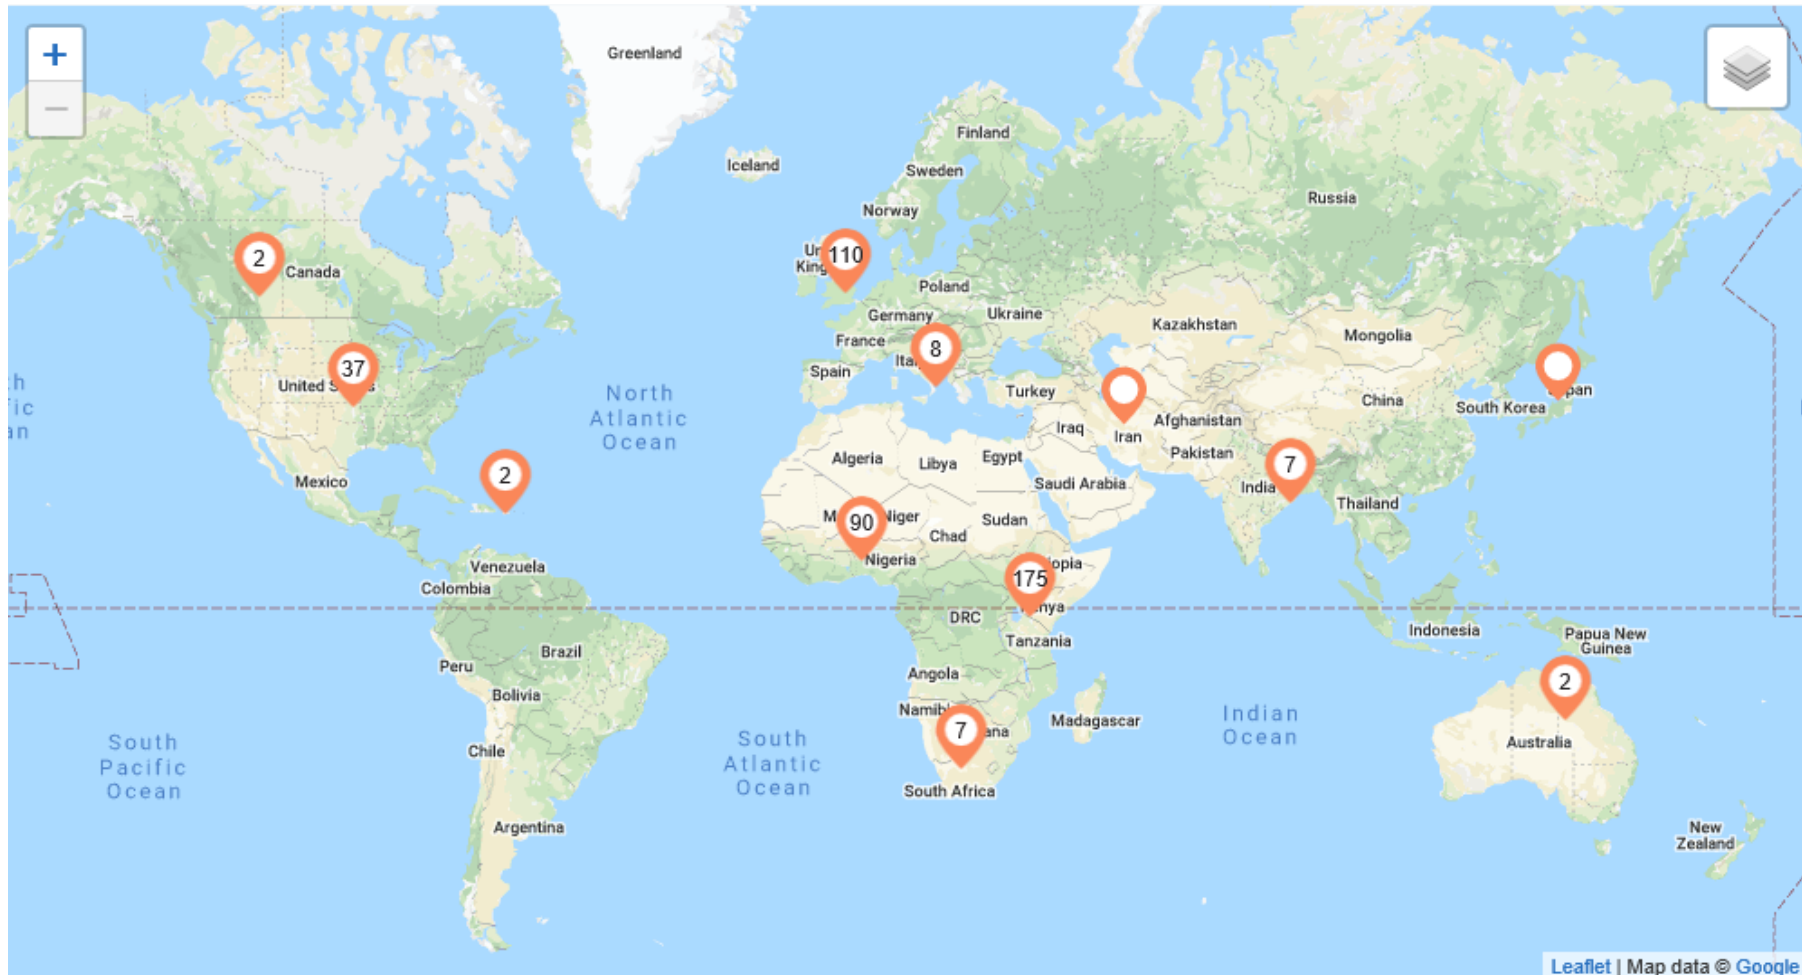 +
−
Greenland
Finland
Iceland
Sweden
Russia
Norway
2
Canada
110
Poland
Germany
Ukraine
Kazakhstan
Mongolia
France
8
37
Spain
Turkey
China
North
Atlantic
Ocean
South Korea
Afghanistan
Iraq
Iran
Pakistan
Algeria
Libya
Egypt
Saudi Arabia
7
India
Thailand
2
Mexico
90
Niger
Sudan
Chad
Nigeria
Venezuela
Colombia
175
DRC
Tanzania
Indonesia
Papua New
Guinea
Brazil
Peru
Angola
Bolivia
2
Madagascar
7
Indian
Ocean
Australia
South
Pacific
Ocean
South
Atlantic
Ocean
Chile
South Africa
Argentina
New
Zealand
Leaflet | Map data © Google